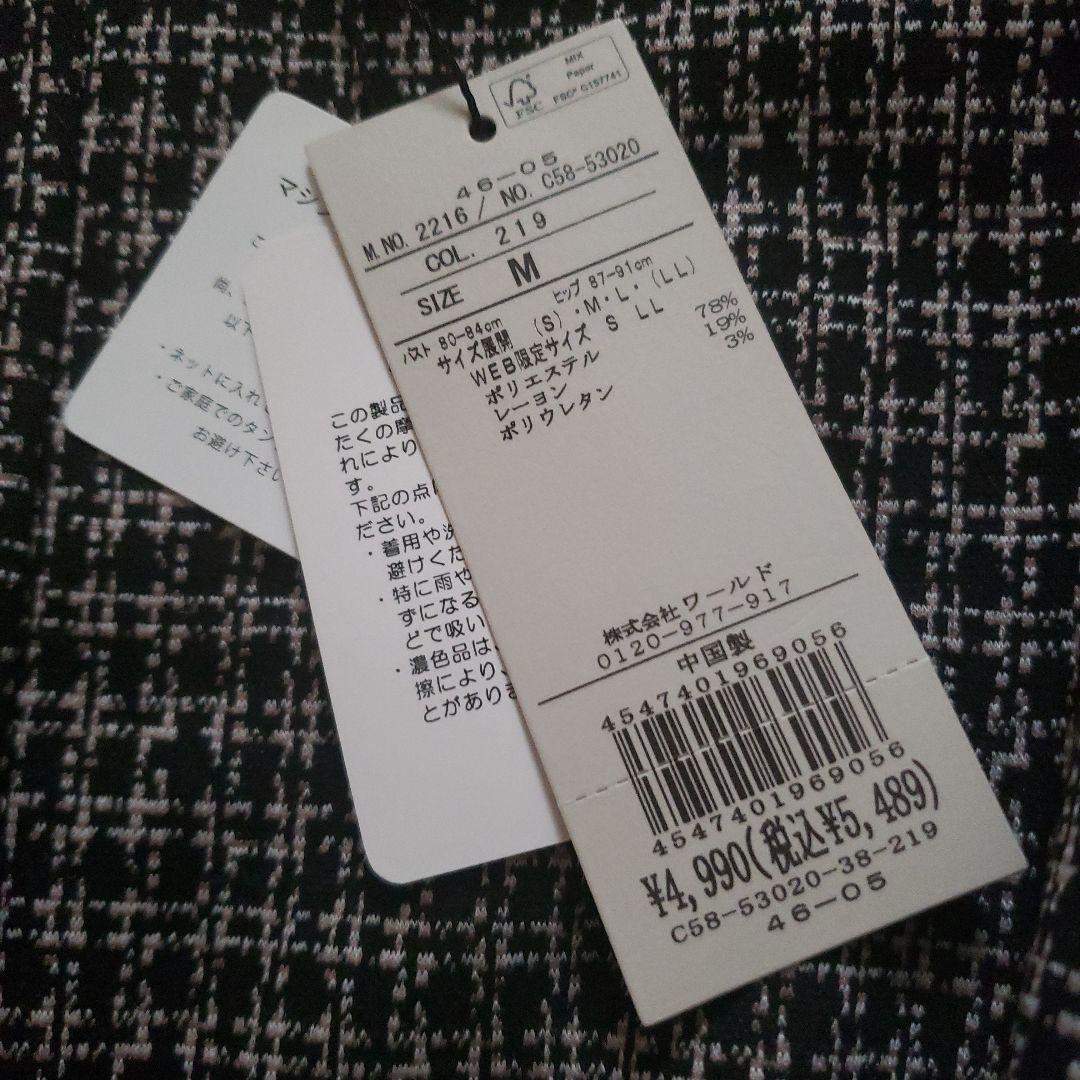 FSC
MIX
Paper
FSC® C157741
46-05
M.NO. 2216 / NO. C58-53020
COL. 219
SIZE M
バスト 80-84cm ヒップ 87-91cm
サイズ展開 (S)・M・L・(LL)
WEB限定サイズ S LL
ポリエステル 78%
レーヨン 19%
ポリウレタン 3%
株式会社ワールド
0120-977-917
中国製
4547401969056
4547401969056
¥4,990(税込¥5,489)
C58-53020-38-219
46-05
この製品
たくの摩
れにより
す。
下記の点
ださい。
・着用や洗
避けくだ
・特に雨や
ずになる
どで吸い
・濃色品は、
擦により
とがありま
以下
・ネットに入れ
・ご家庭でのタン
お避け下さい